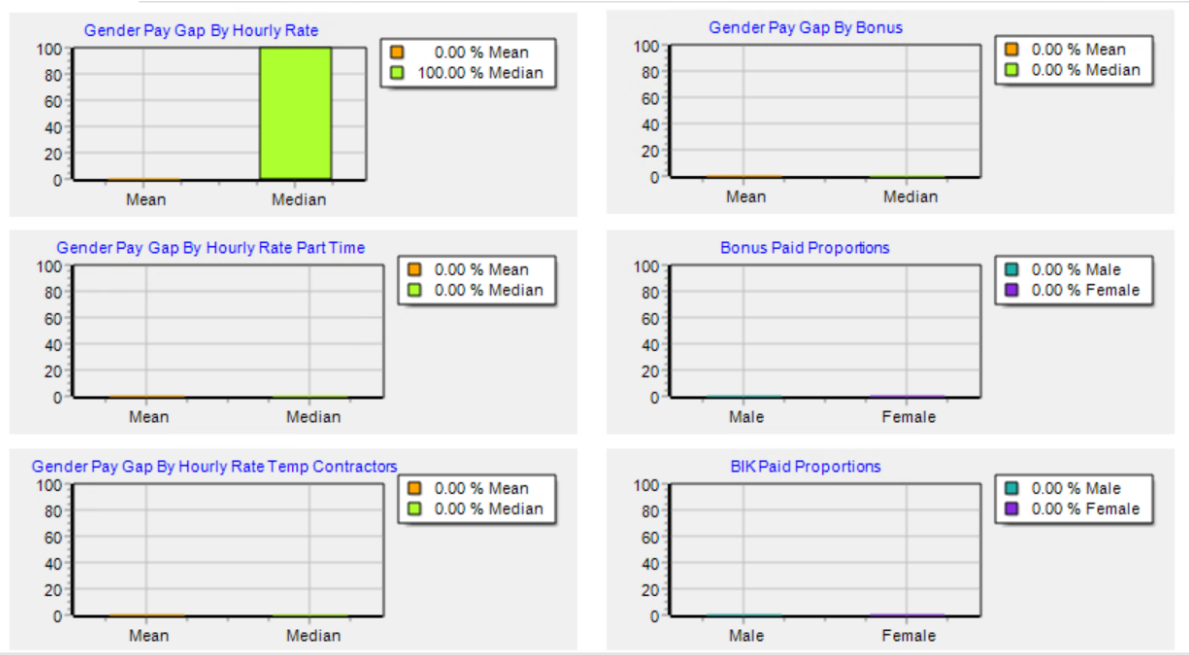 Gender Pay Gap By Hourly Rate
100
80
60
40
20
0
Mean
Median
0.00 % Mean
100.00 % Median
Gender Pay Gap By Bonus
100
80
60
40
20
0
Mean
Median
0.00 % Mean
0.00 % Median
Gender Pay Gap By Hourly Rate Part Time
100
80
60
40
20
0
Mean
Median
0.00 % Mean
0.00 % Median
Bonus Paid Proportions
100
80
60
40
20
0
Male
Female
0.00 % Male
0.00 % Female
Gender Pay Gap By Hourly Rate Temp Contractors
100
80
60
40
20
0
Mean
Median
0.00 % Mean
0.00 % Median
BIK Paid Proportions
100
80
60
40
20
0
Male
Female
0.00 % Male
0.00 % Female